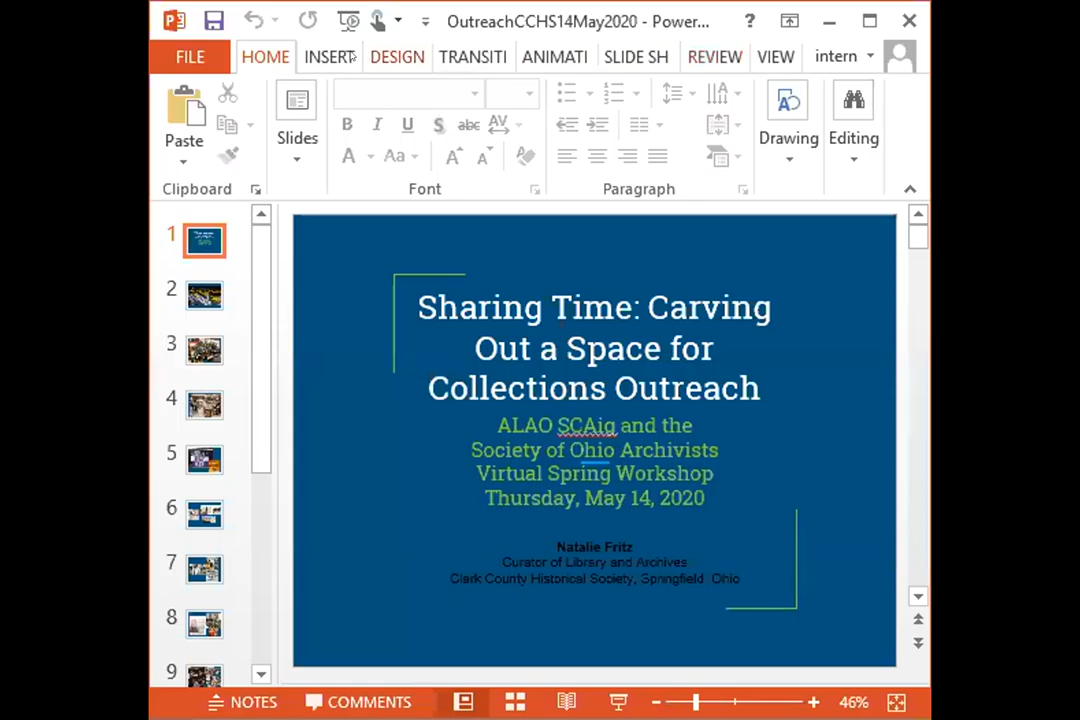 OutreachCCHS14May2020 - Power...
?
FILE
HOME
INSERT
DESIGN
TRANSITI
ANIMATI
SLIDE SH
REVIEW
VIEW
intern
Paste
Slides
B I U S abc AV
A Aa A A
Drawing
Editing
Clipboard
Font
Paragraph
1
2
3
4
5
6
7
8
9
Sharing Time: Carving
Out a Space for
Collections Outreach
ALAO SCAig and the
Society of Ohio Archivists
Virtual Spring Workshop
Thursday, May 14, 2020
Natalie Fritz
Curator of Library and Archives
Clark County Historical Society, Springfield Ohio
NOTES
COMMENTS
46%